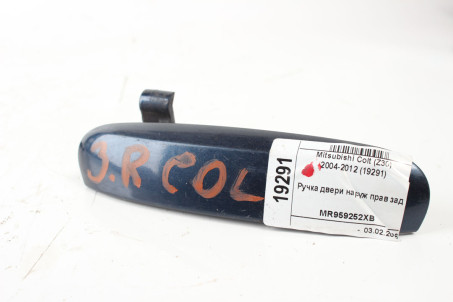 J.R COL
19291
Mitsubishi Colt (Z30)
2004-2012 (19291)
Ручка двери наруж прав зад
MR959252XB
- 03.02.20